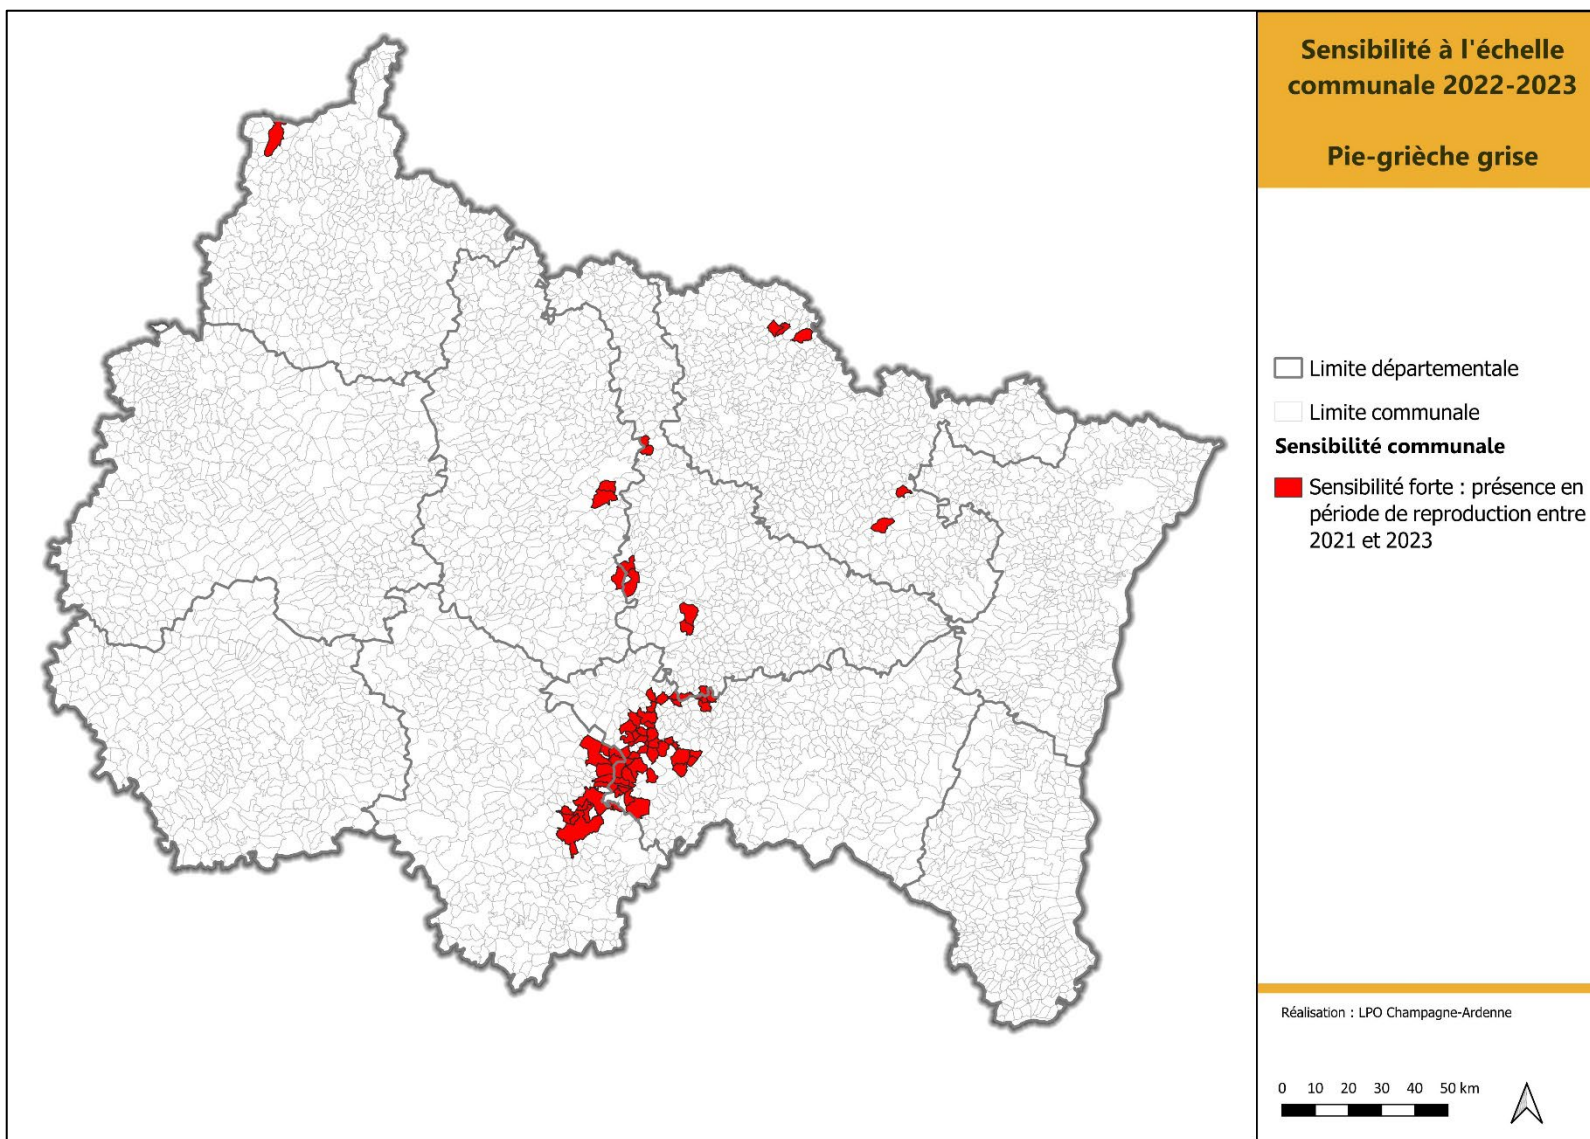 Sensibilité à l'échelle
communale 2022-2023
Pie-grièche grise
Limite départementale
Limite communale
Sensibilité communale
Sensibilité forte : présence en
période de reproduction entre
2021 et 2023
Réalisation : LPO Champagne-Ardenne
0 10 20 30 40 50 km